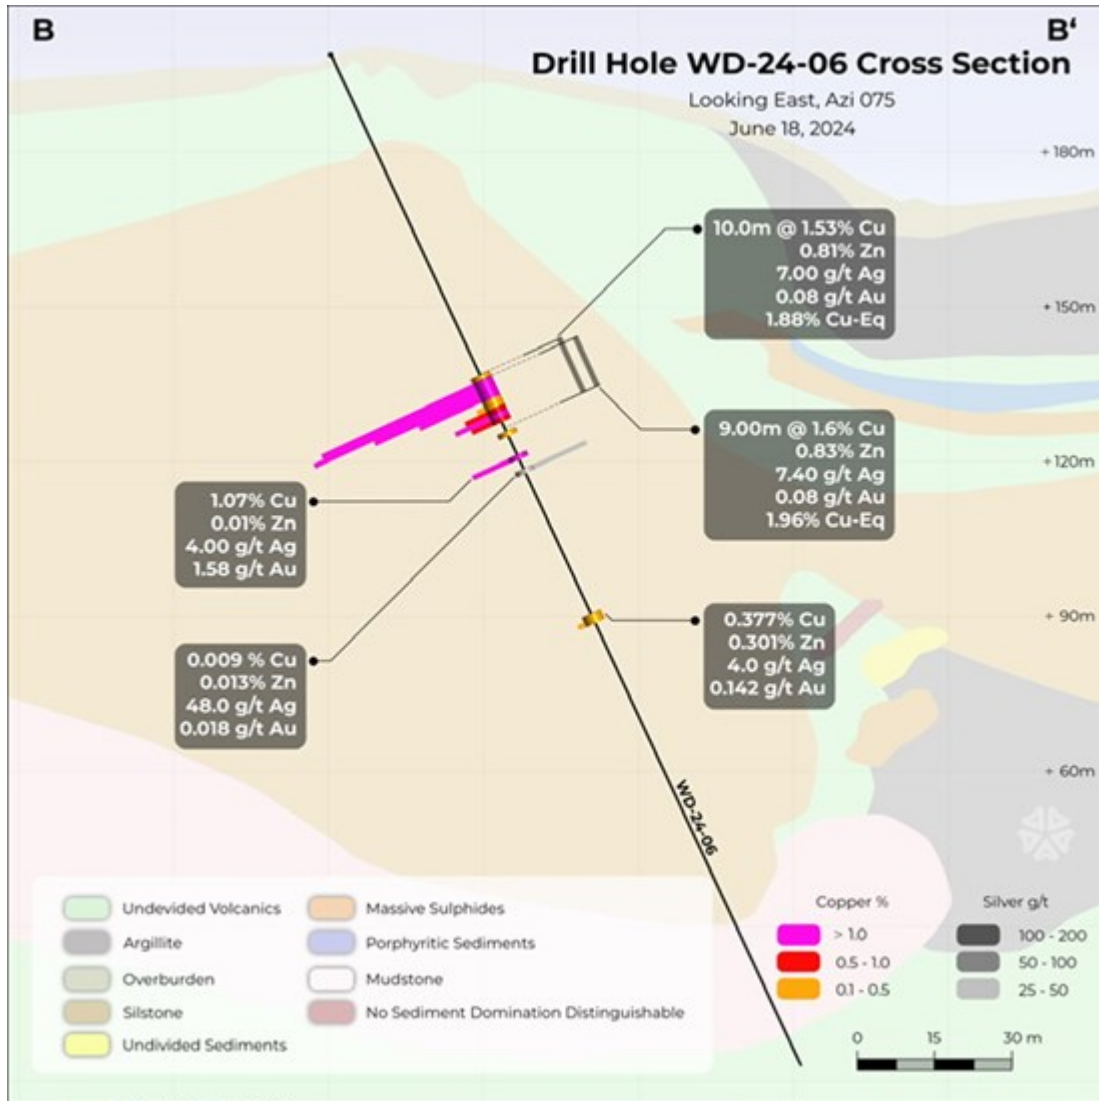 B
B‘
Drill Hole WD-24-06 Cross Section
Looking East, Azi 075
June 18, 2024
+ 180m
10.0m @ 1.53% Cu
0.81% Zn
7.00 g/t Ag
0.08 g/t Au
1.88% Cu-Eq
+ 150m
9.00m @ 1.6% Cu
0.83% Zn
7.40 g/t Ag
0.08 g/t Au
1.96% Cu-Eq
+ 120m
1.07% Cu
0.01% Zn
4.00 g/t Ag
1.58 g/t Au
+ 90m
0.377% Cu
0.301% Zn
4.0 g/t Ag
0.142 g/t Au
0.009 % Cu
0.013% Zn
48.0 g/t Ag
0.018 g/t Au
+ 60m
WD-24-06
Undevided Volcanics
Argillite
Overburden
Silstone
Undivided Sediments
Massive Sulphides
Porphyritic Sediments
Mudstone
No Sediment Domination Distinguishable
Copper %
> 1.0
0.5 - 1.0
0.1 - 0.5
Silver g/t
100 - 200
50 - 100
25 - 50
0 15 30 m